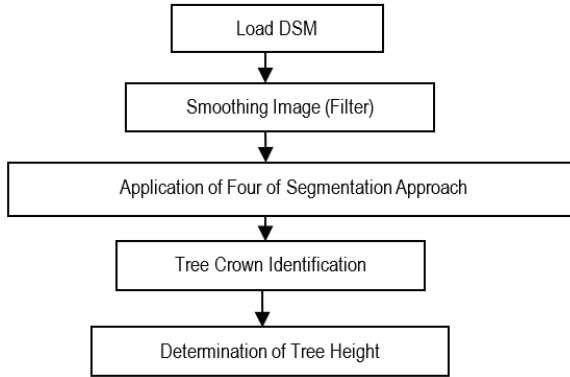 Load DSM
Smoothing Image (Filter)
Application of Four of Segmentation Approach
Tree Crown Identification
Determination of Tree Height